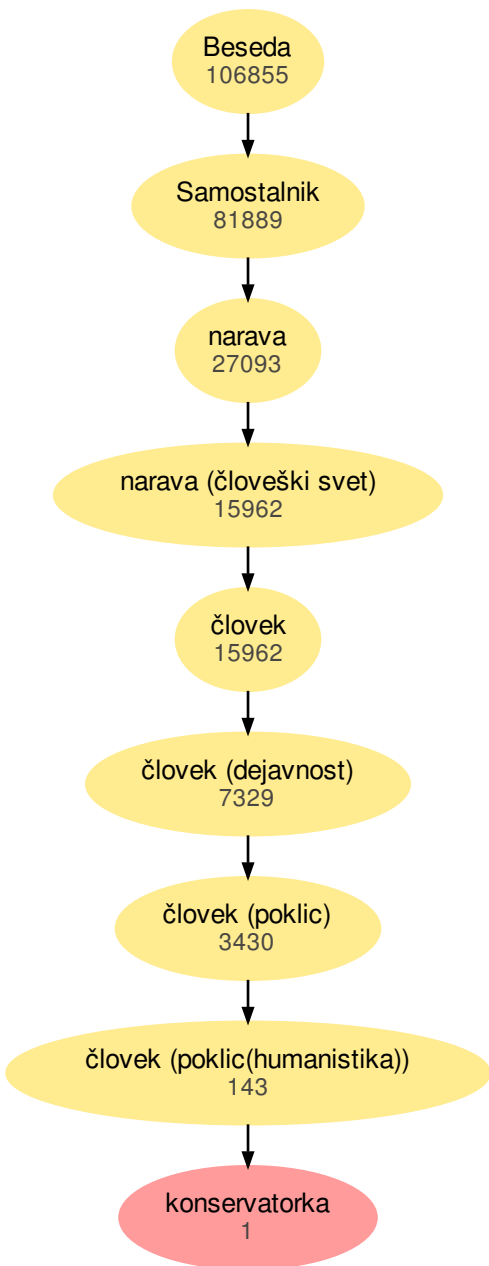 Beseda
106855
Samostalnik
81889
narava
27093
narava (človeški svet)
15962
človek
15962
človek (dejavnost)
7329
človek (poklic)
3430
človek (poklic(humanistika))
143
konservatorka
1